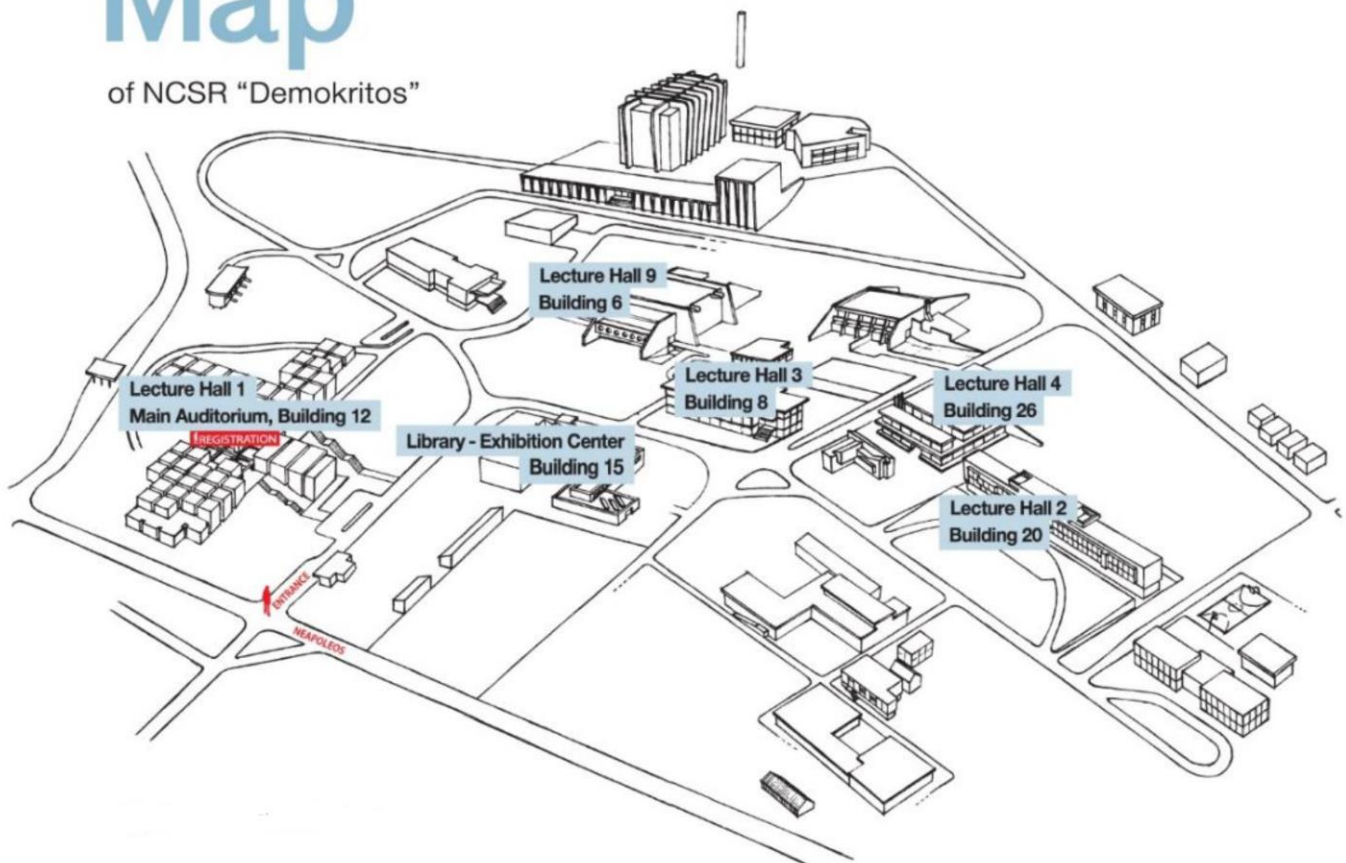 Map
of NCSR “Demokritos”
Lecture Hall 9
Building 6
Lecture Hall 1
Main Auditorium, Building 12
REGISTRATION
Lecture Hall 3
Building 8
Lecture Hall 4
Building 26
Library - Exhibition Center
Building 15
Lecture Hall 2
Building 20
ENTRANCE
NEAPOLEOS